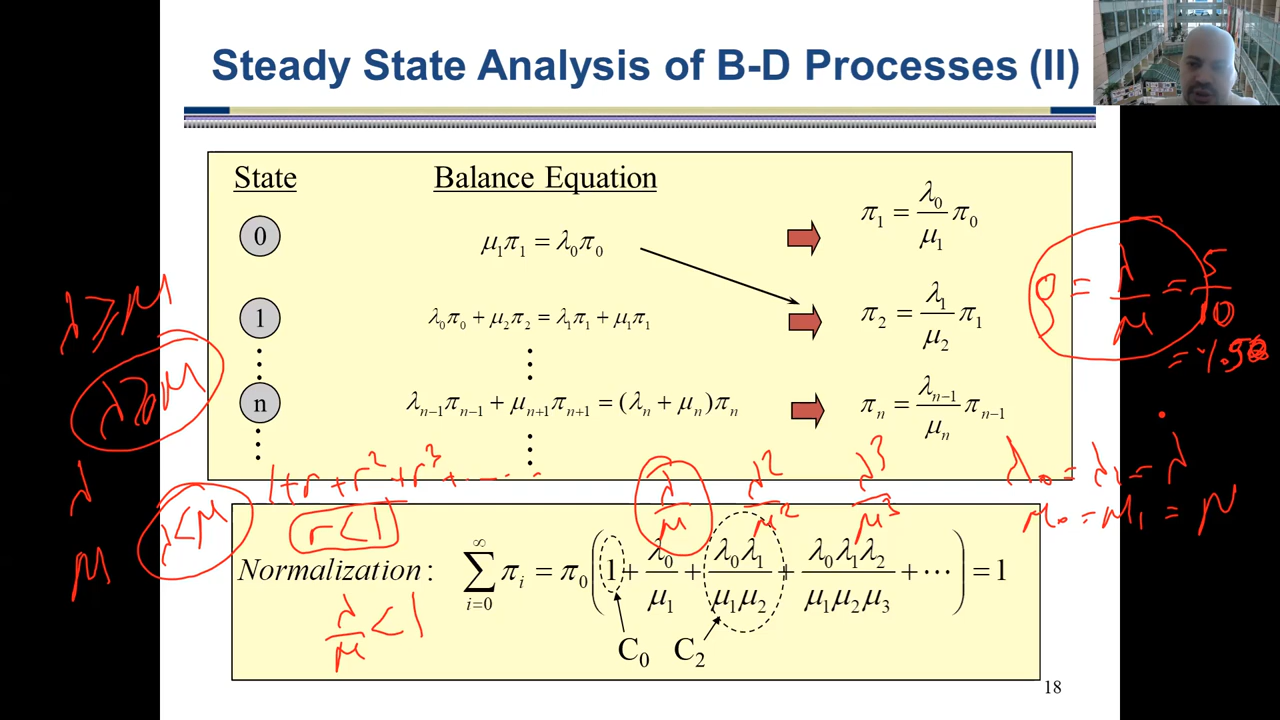 Steady State Analysis of B-D Processes (II)
State Balance Equation
0 μ₁π₁ = λ₀π₀ π₁ = λ₀/μ₁ π₀
1 λ₀π₀ + μ₂π₂ = λ₁π₁ + μ₁π₁ π₂ = λ₁/μ₂ π₁
n λₙ₋₁πₙ₋₁ + μₙ₊₁πₙ₊₁ = (λₙ + μₙ)πₙ πₙ = λₙ₋₁/μₙ πₙ₋₁
λ ≥ μ
λ ≥ μ
λ
μ
λ < μ
ρ = λ/μ = 5/10
1 + r + r² + r³ + ...
r < 1
λ/μ λ²/μ² λ³/μ³
λ₀ = λ₁ = λ
μ₀ = μ₁ = μ
Normalization: ∑_{i=0}^{∞} πᵢ = π₀(1 + λ₀/μ₁ + λ₀λ₁/μ₁μ₂ + λ₀λ₁λ₂/μ₁μ₂μ₃ + ⋯) = 1
λ/μ < 1
C₀ C₂
18